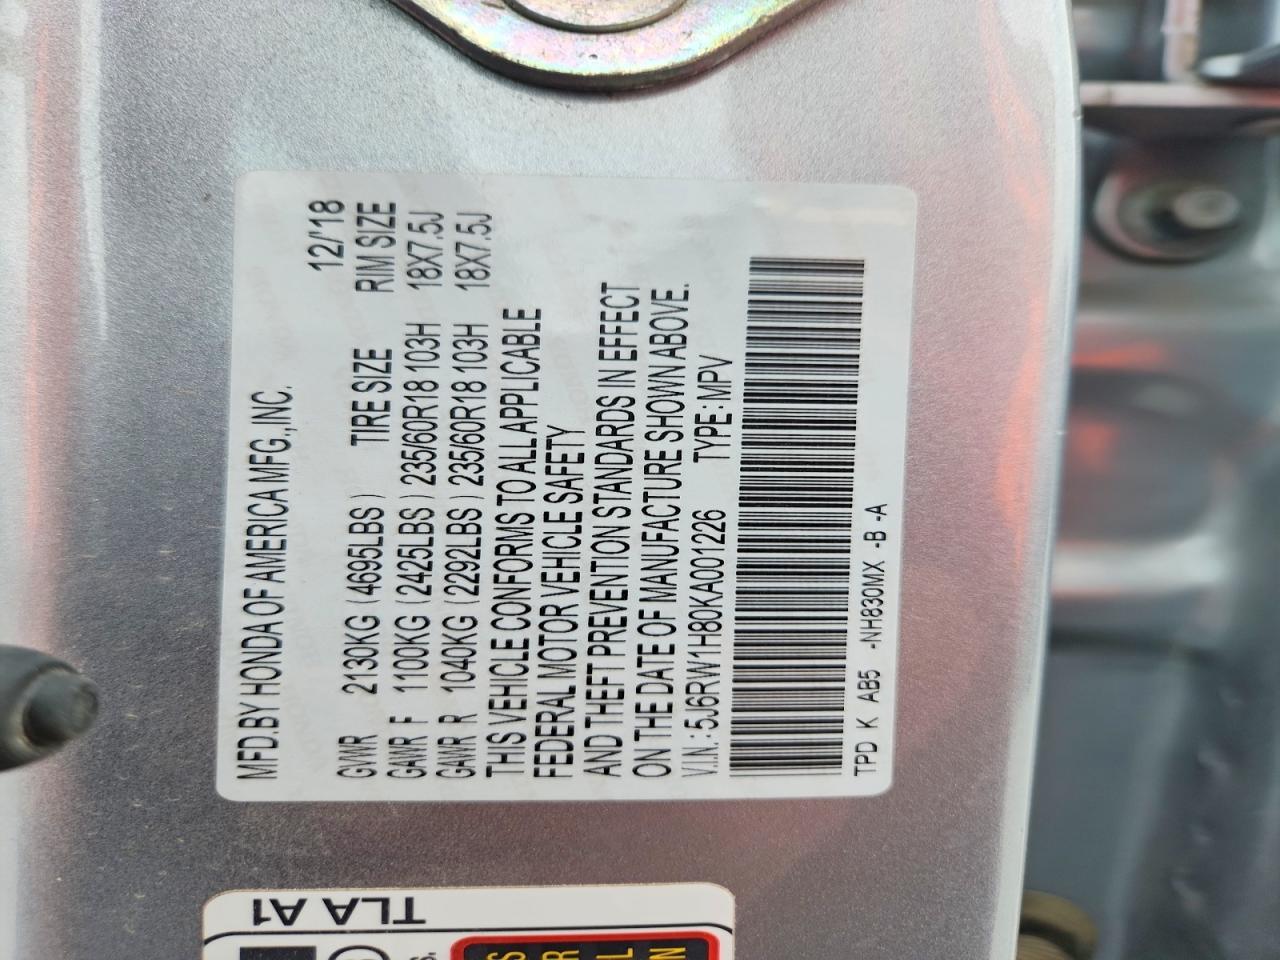 MFD.BY HONDA OF AMERICA MFG.,INC.
12/'18
GVWR 2130KG (4695LBS) TIRE SIZE RIM SIZE
GAWR F 1100KG (2425LBS) 235/60R18 103H 18X7.5J
GAWR R 1040KG (2292LBS) 235/60R18 103H 18X7.5J
THIS VEHICLE CONFORMS TO ALL APPLICABLE
FEDERAL MOTOR VEHICLE SAFETY
AND THEFT PREVENTION STANDARDS IN EFFECT
ON THE DATE OF MANUFACTURE SHOWN ABOVE.
V.I.N.: 5J6RW1H80KA001226 TYPE: MPV
TPD K AB5 -NH830MX -B -A
TLA A1